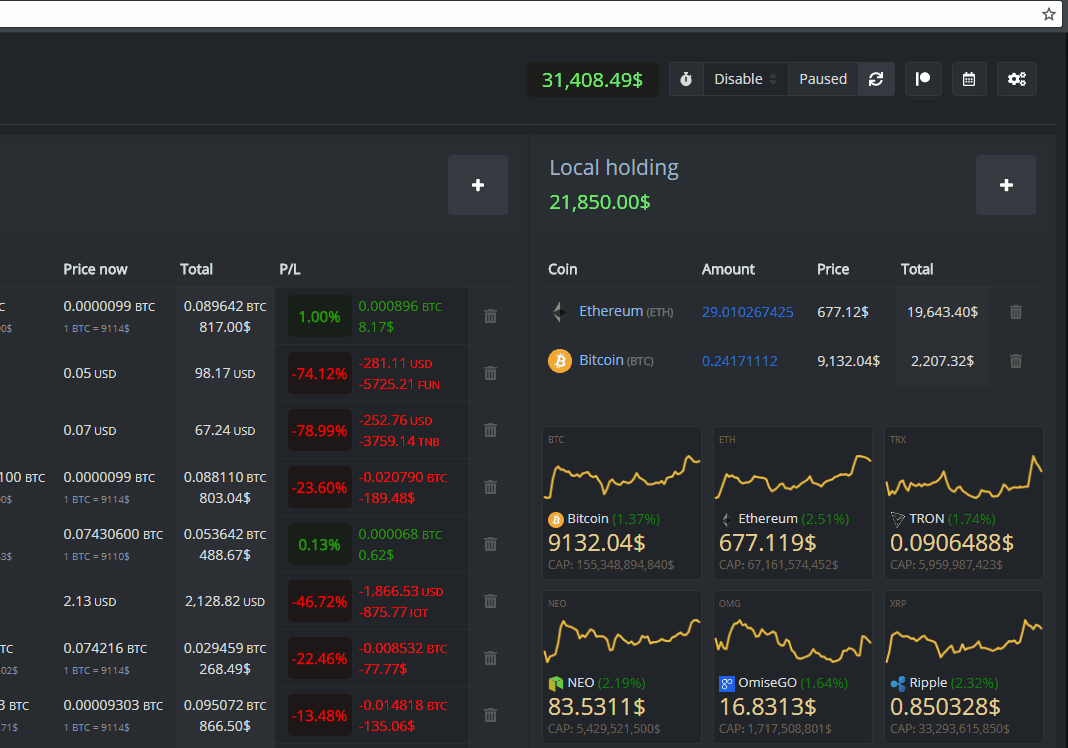 31,408.49$ Disable Paused
Local holding
21,850.00$
Price now Total P/L
C 0.0000099 BTC 0.089642 BTC 1.00% 0.000896 BTC
0$ 1 BTC = 9114$ 817.00$ 8.17$
0.05 USD 98.17 USD -74.12% -281.11 USD
-5725.21 FUN
0.07 USD 67.24 USD -78.99% -252.76 USD
-3759.14 TNB
100 BTC 0.0000099 BTC 0.088110 BTC -23.60% -0.020790 BTC
0$ 1 BTC = 9114$ 803.04$ -189.48$
0.07430600 BTC 0.053642 BTC 0.13% 0.000068 BTC
3$ 1 BTC = 9110$ 488.67$ 0.62$
2.13 USD 2,128.82 USD -46.72% -1,866.53 USD
-875.77 IOT
TC 0.074216 BTC 0.029459 BTC -22.46% -0.008532 BTC
02$ 1 BTC = 9114$ 268.49$ -77.77$
3 BTC 0.00009303 BTC 0.095072 BTC -13.48% -0.014818 BTC
71$ 1 BTC = 9114$ 866.50$ -135.06$
Coin Amount Price Total
Ethereum (ETH) 29.010267425 677.12$ 19,643.40$
Bitcoin (BTC) 0.24171112 9,132.04$ 2,207.32$
BTC
Bitcoin (1.37%)
9132.04$
CAP: 155,348,894,840$
ETH
Ethereum (2.51%)
677.119$
CAP: 67,161,574,452$
TRX
TRON (1.74%)
0.0906488$
CAP: 5,959,987,423$
NEO
NEO (2.19%)
83.5311$
CAP: 5,429,521,500$
OMG
OmiseGO (1.64%)
16.8313$
CAP: 1,717,508,801$
XRP
Ripple (2.32%)
0.850328$
CAP: 33,293,615,850$